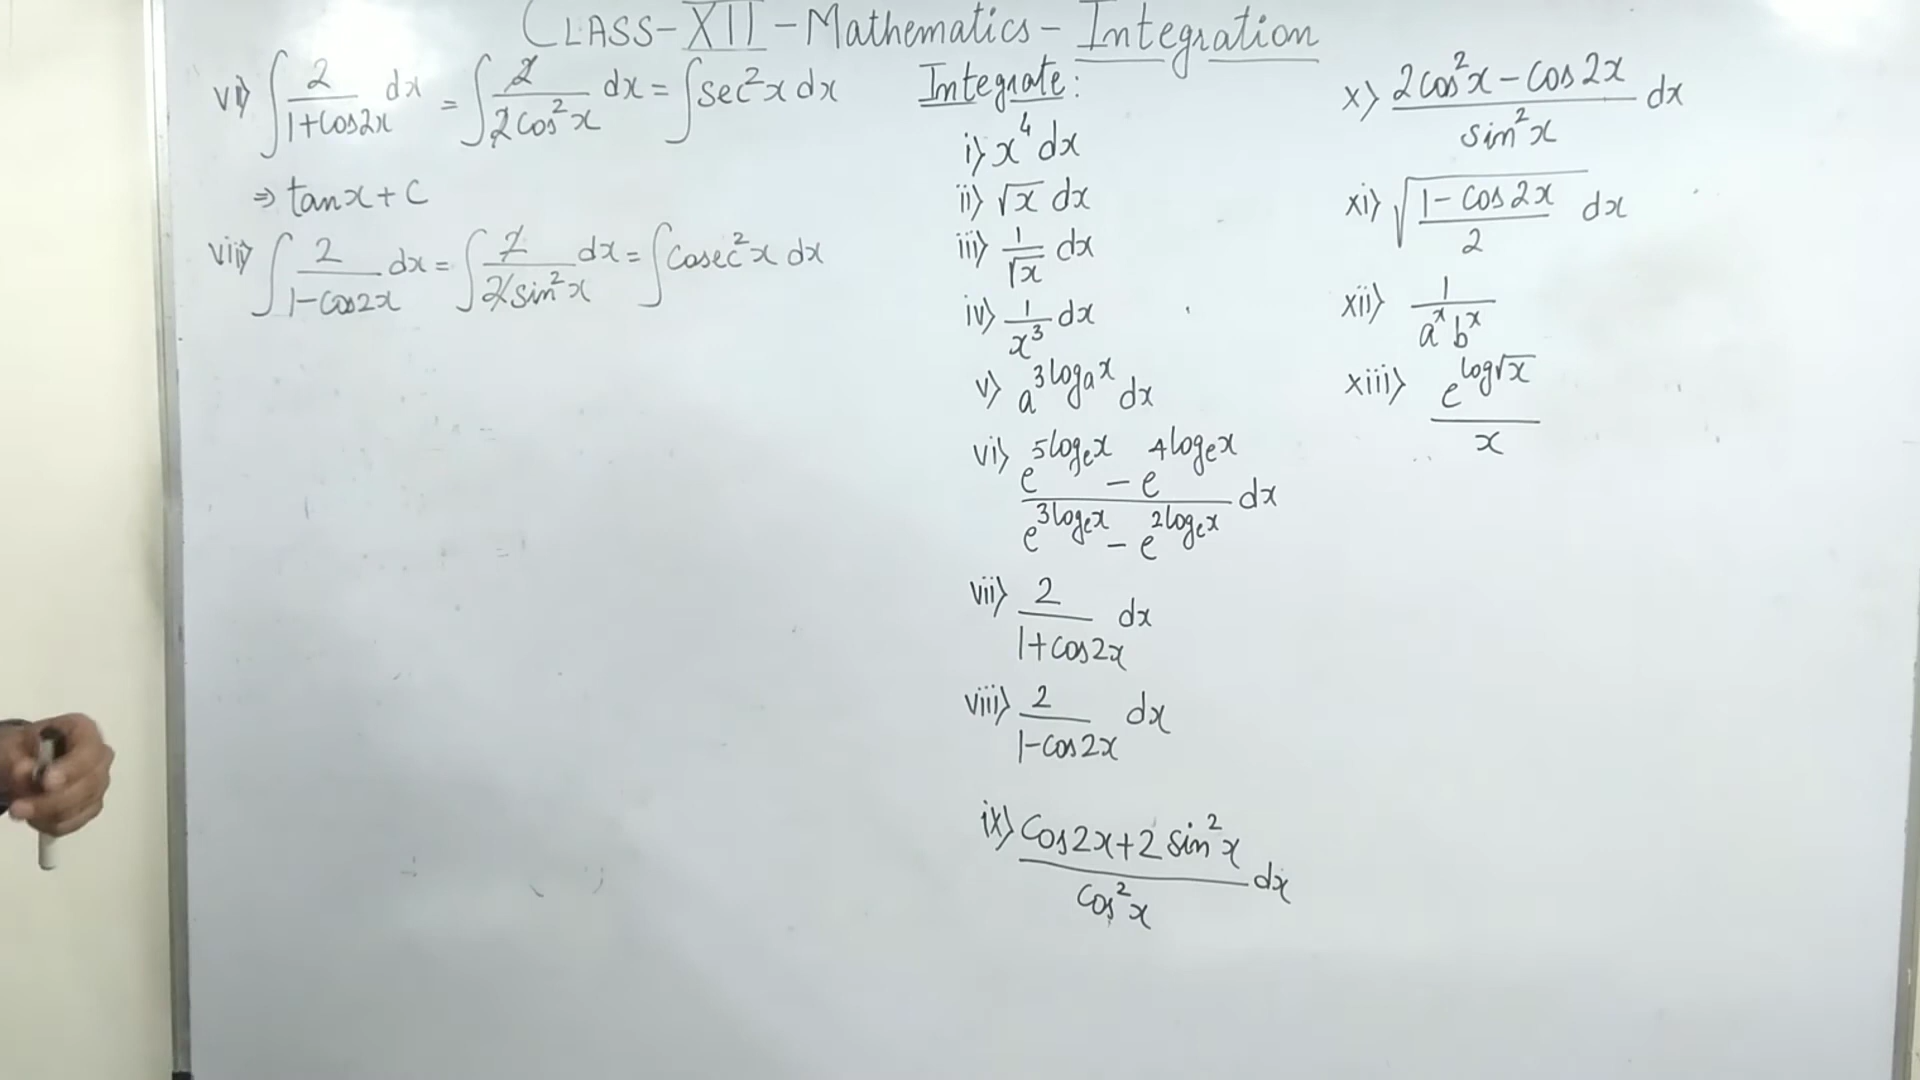 CLASS-XII-Mathematics-Integration
vii) ∫ 2/(1+cos2x) dx = ∫ 2/(2cos²x) dx = ∫sec²x dx
⇒ tanx + C
viii) ∫ 2/(1-cos2x) dx = ∫ 2/(2sin²x) dx = ∫cosec²x dx
Integrate:
i) x⁴ dx
ii) √x dx
iii) 1/√x dx
iv) 1/x³ dx
v) a^(3logₐx) dx
vi) (e^(5logₑx) - e^(4logₑx))/(e^(3logₑx) - e^(2logₑx)) dx
vii) 2/(1+cos2x) dx
viii) 2/(1-cos2x) dx
ix) (cos2x+2sin²x)/(cos²x) dx
x) (2cos²x-cos2x)/(sin²x) dx
xi) √((1-cos2x)/2) dx
xii) 1/(aˣbˣ)
xiii) e^(log√x)/x